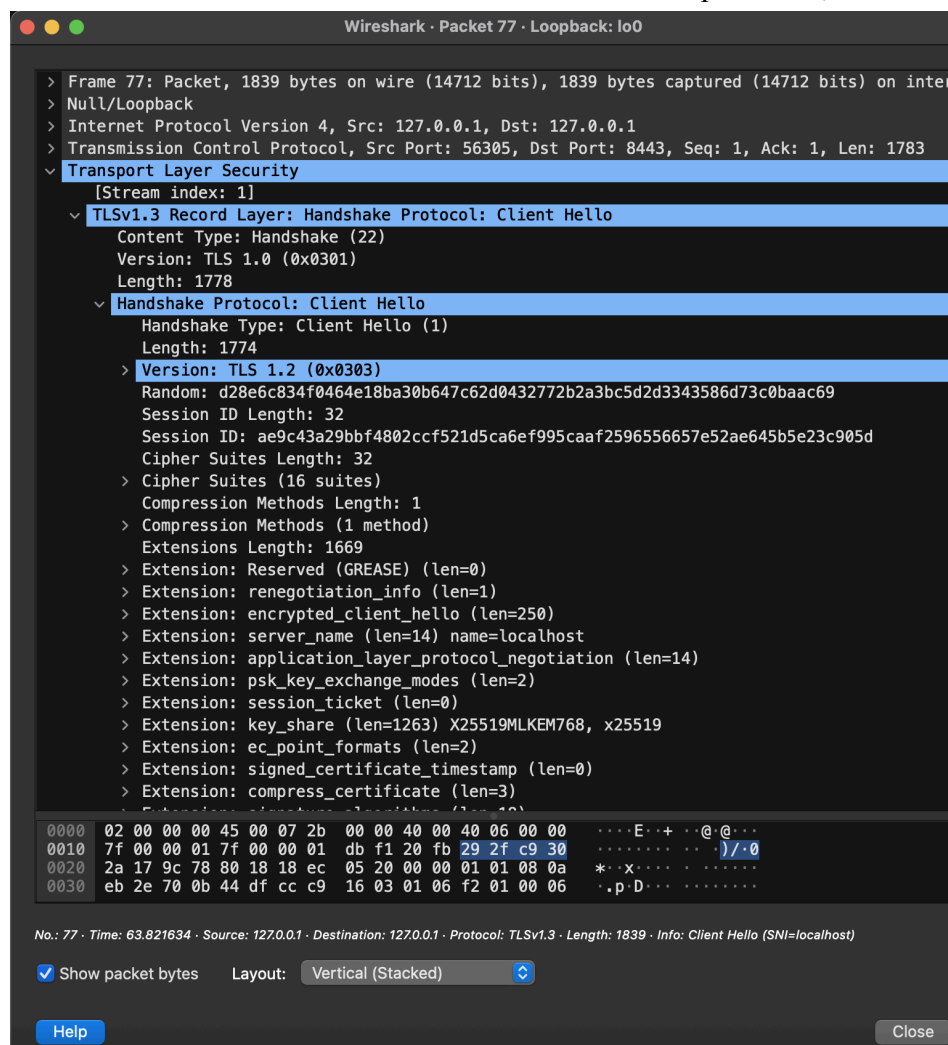 Wireshark · Packet 77 · Loopback: lo0
Frame 77: Packet, 1839 bytes on wire (14712 bits), 1839 bytes captured (14712 bits) on inter
Null/Loopback
Internet Protocol Version 4, Src: 127.0.0.1, Dst: 127.0.0.1
Transmission Control Protocol, Src Port: 56305, Dst Port: 8443, Seq: 1, Ack: 1, Len: 1783
Transport Layer Security
[Stream index: 1]
TLSv1.3 Record Layer: Handshake Protocol: Client Hello
Content Type: Handshake (22)
Version: TLS 1.0 (0x0301)
Length: 1778
Handshake Protocol: Client Hello
Handshake Type: Client Hello (1)
Length: 1774
Version: TLS 1.2 (0x0303)
Random: d28e6c834f0464e18ba30b647c62d0432772b2a3bc5d2d3343586d73c0baac69
Session ID Length: 32
Session ID: ae9c43a29bbf4802ccf521d5ca6ef995caaf2596556657e52ae645b5e23c905d
Cipher Suites Length: 32
Cipher Suites (16 suites)
Compression Methods Length: 1
Compression Methods (1 method)
Extensions Length: 1669
Extension: Reserved (GREASE) (len=0)
Extension: renegotiation_info (len=1)
Extension: encrypted_client_hello (len=250)
Extension: server_name (len=14) name=localhost
Extension: application_layer_protocol_negotiation (len=14)
Extension: psk_key_exchange_modes (len=2)
Extension: session_ticket (len=0)
Extension: key_share (len=1263) X25519MLKEM768, x25519
Extension: ec_point_formats (len=2)
Extension: signed_certificate_timestamp (len=0)
Extension: compress_certificate (len=3)
0000 02 00 00 00 45 00 07 2b 00 00 40 00 40 06 00 00 ····E··+ ··@·@···
0010 7f 00 00 01 7f 00 00 01 db f1 20 fb 29 2f c9 30 ········ ·· ·)/·0
0020 2a 17 9c 78 80 18 18 ec 05 20 00 00 01 01 08 0a *··x···· · ······
0030 eb 2e 70 0b 44 df cc c9 16 03 01 06 f2 01 00 06 ·.p·D··· ········
No.: 77 · Time: 63.821634 · Source: 127.0.0.1 · Destination: 127.0.0.1 · Protocol: TLSv1.3 · Length: 1839 · Info: Client Hello (SNI=localhost)
Show packet bytes Layout: Vertical (Stacked)
Help Close